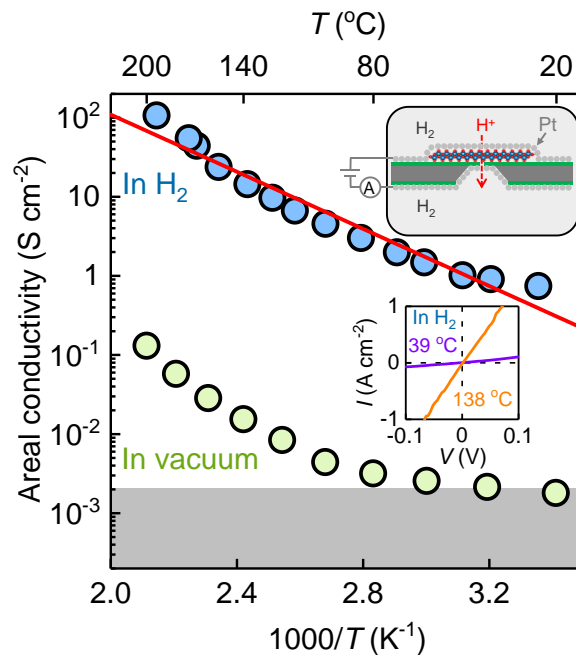 T (°C)
200 140 80 20
10²
10
1
10⁻¹
10⁻²
10⁻³
Areal conductivity (S cm⁻²)
In H₂
In vacuum
H₂
H⁺
Pt
A
H₂
1
0
-1
I (A cm⁻²)
In H₂
39 °C
138 °C
-0.1 0 0.1
V (V)
2.0 2.4 2.8 3.2
1000/T (K⁻¹)